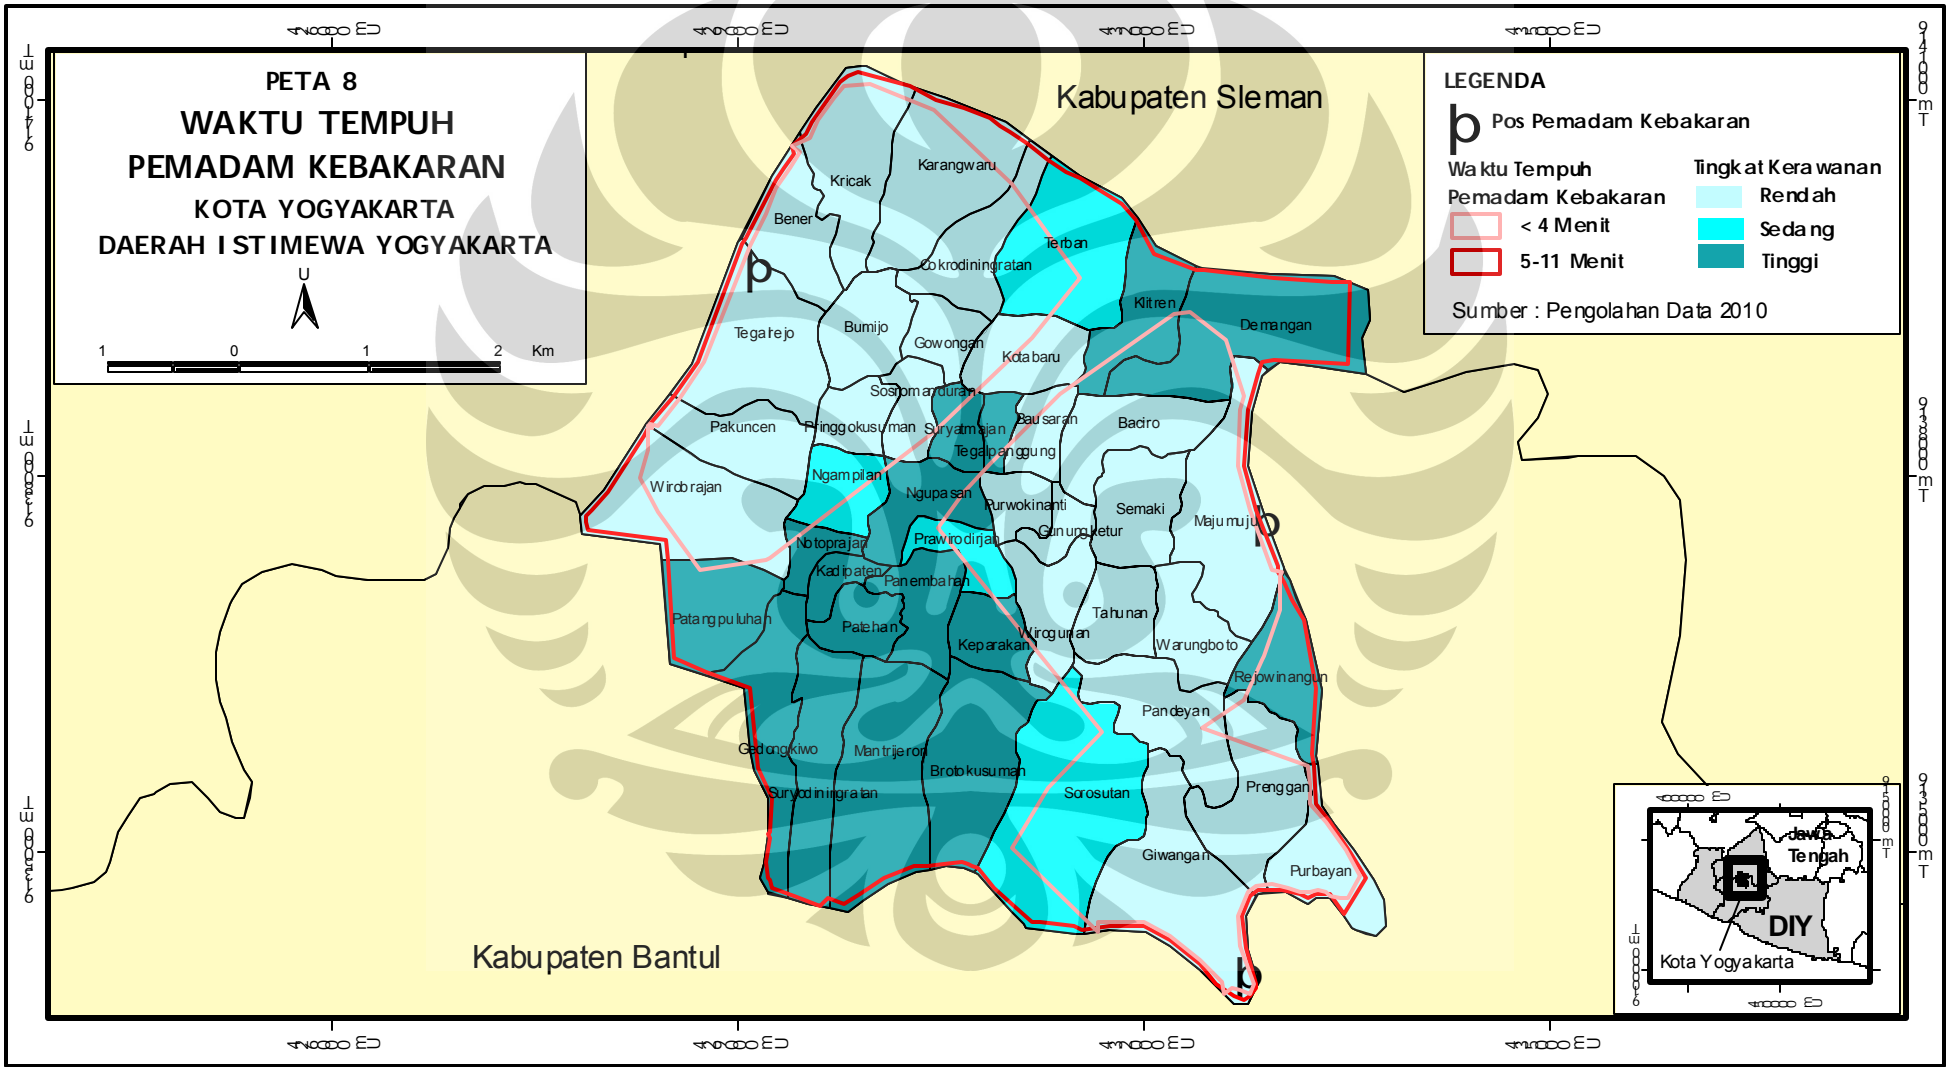 PETA 8
WAKTU TEMPUH
PEMADAM KEBAKARAN
KOTA YOGYAKARTA
DAERAH ISTIMEWA YOGYAKARTA
U
1 0 1 2 Km
Kabupaten Sleman
LEGENDA
þ Pos Pemadam Kebakaran
Waktu Tempuh
Pemadam Kebakaran
< 4 Menit
5-11 Menit
Tingkat Kerawanan
Rendah
Sedang
Tinggi
Sumber : Pengolahan Data 2010
Karangwaru
Kricak
Bener
Terban
Cokrodiningratan
Klitren
Demangan
Tegalrejo
Bumijo
Gowongan
Kotabaru
Sosromenduran
Pakuncen
Pringgokusuman
Suryatmajan
Bausaran
Baciro
Tegalpanggung
Ngampilan
Wirobrajan
Ngupasan
Purwokinanti
Semaki
Majumuju
Gunungketur
Notoprajan
Prawirodirjan
Kadipaten
Panembahan
Patangpuluhan
Patehan
Keparakan
Wirogunan
Tahunan
Warungboto
Rejowinangun
Pandeyan
Gedongkiwo
Mantrijeron
Brotokusuman
Suryodiningratan
Sorosutan
Prenggan
Giwangan
Purbayan
Kabupaten Bantul
Jawa
Tengah
DIY
Kota Yogyakarta